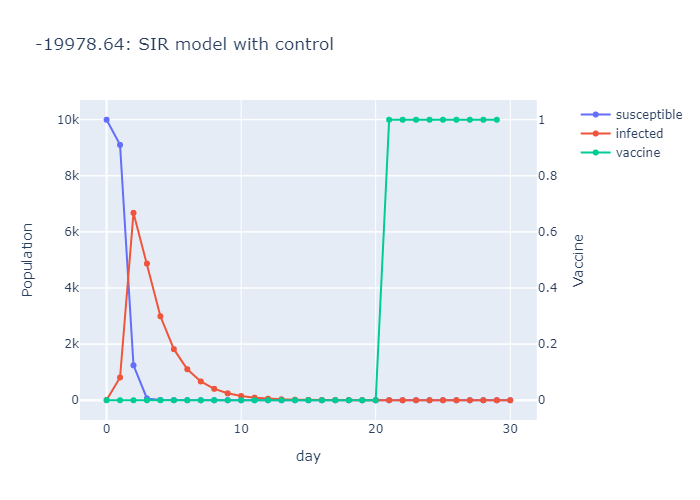 -19978.64: SIR model with control
susceptible
infected
vaccine
10k
8k
6k
4k
2k
0
Population
1
0.8
0.6
0.4
0.2
0
Vaccine
0
10
20
30
day